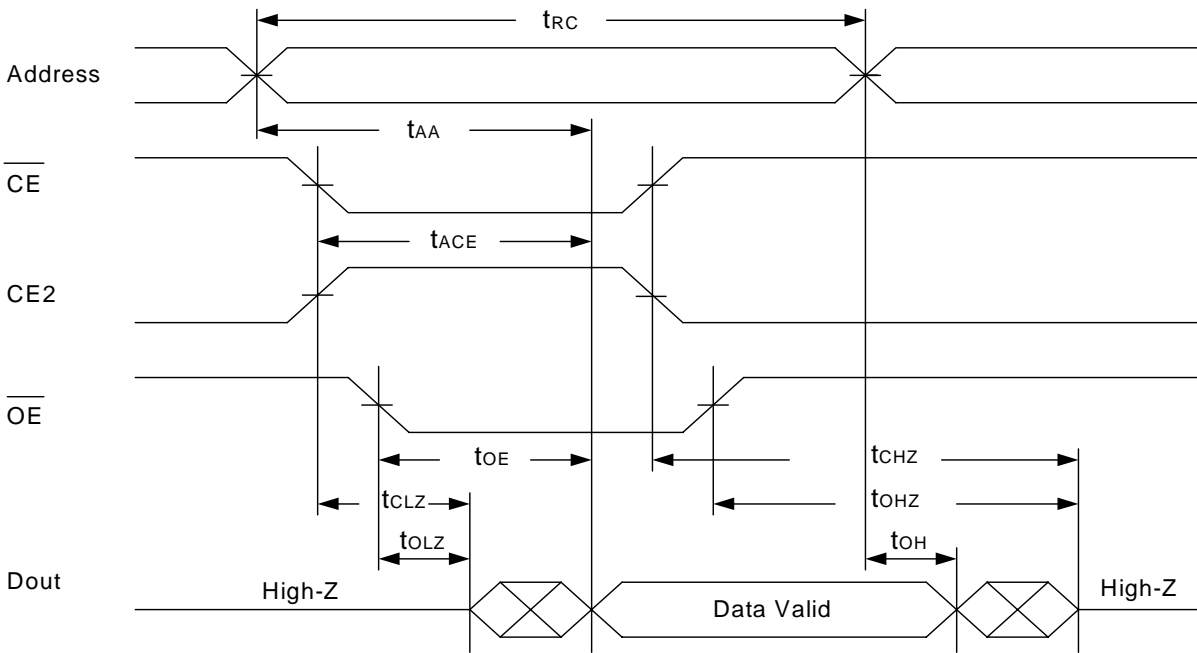 tRC
Address
tAA
CE
tACE
CE2
OE
tOE
tCHZ
tCLZ
tOHZ
tOLZ
tOH
Dout
High-Z
Data Valid
High-Z